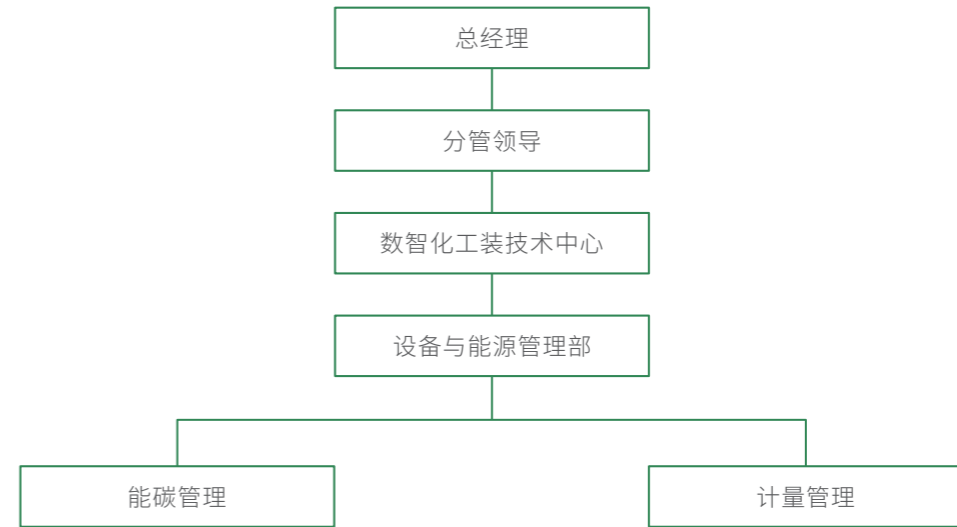 总经理
分管领导
数智化工装技术中心
设备与能源管理部
能碳管理
计量管理